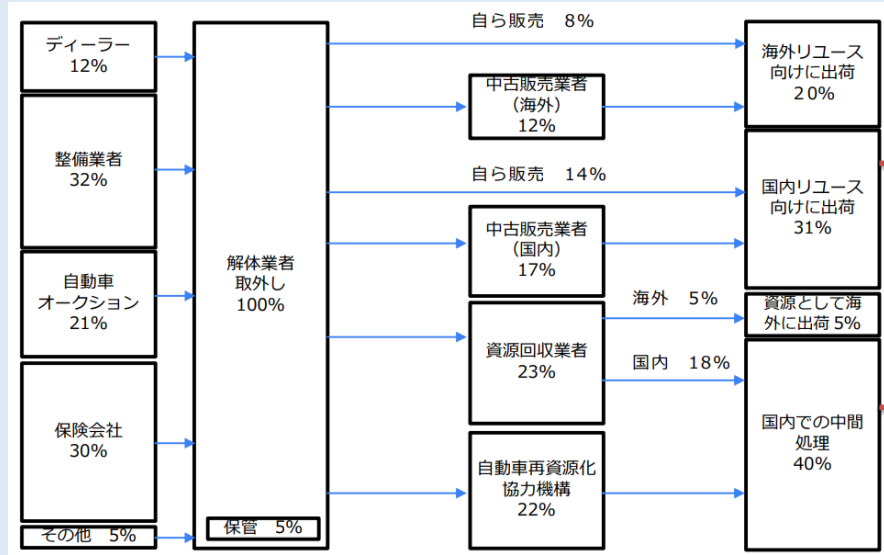 ディーラー
12%
整備業者
32%
自動車
オークション
21%
保険会社
30%
その他 5%
解体業者
取外し
100%
保管 5%
自ら販売 8%
中古販売業者
（海外）
12%
自ら販売 14%
中古販売業者
（国内）
17%
資源回収業者
23%
海外 5%
国内 18%
自動車再資源化
協力機構
22%
海外リユース
向けに出荷
20%
国内リユース
向けに出荷
31%
資源として海
外に出荷 5%
国内での中間
処理
40%